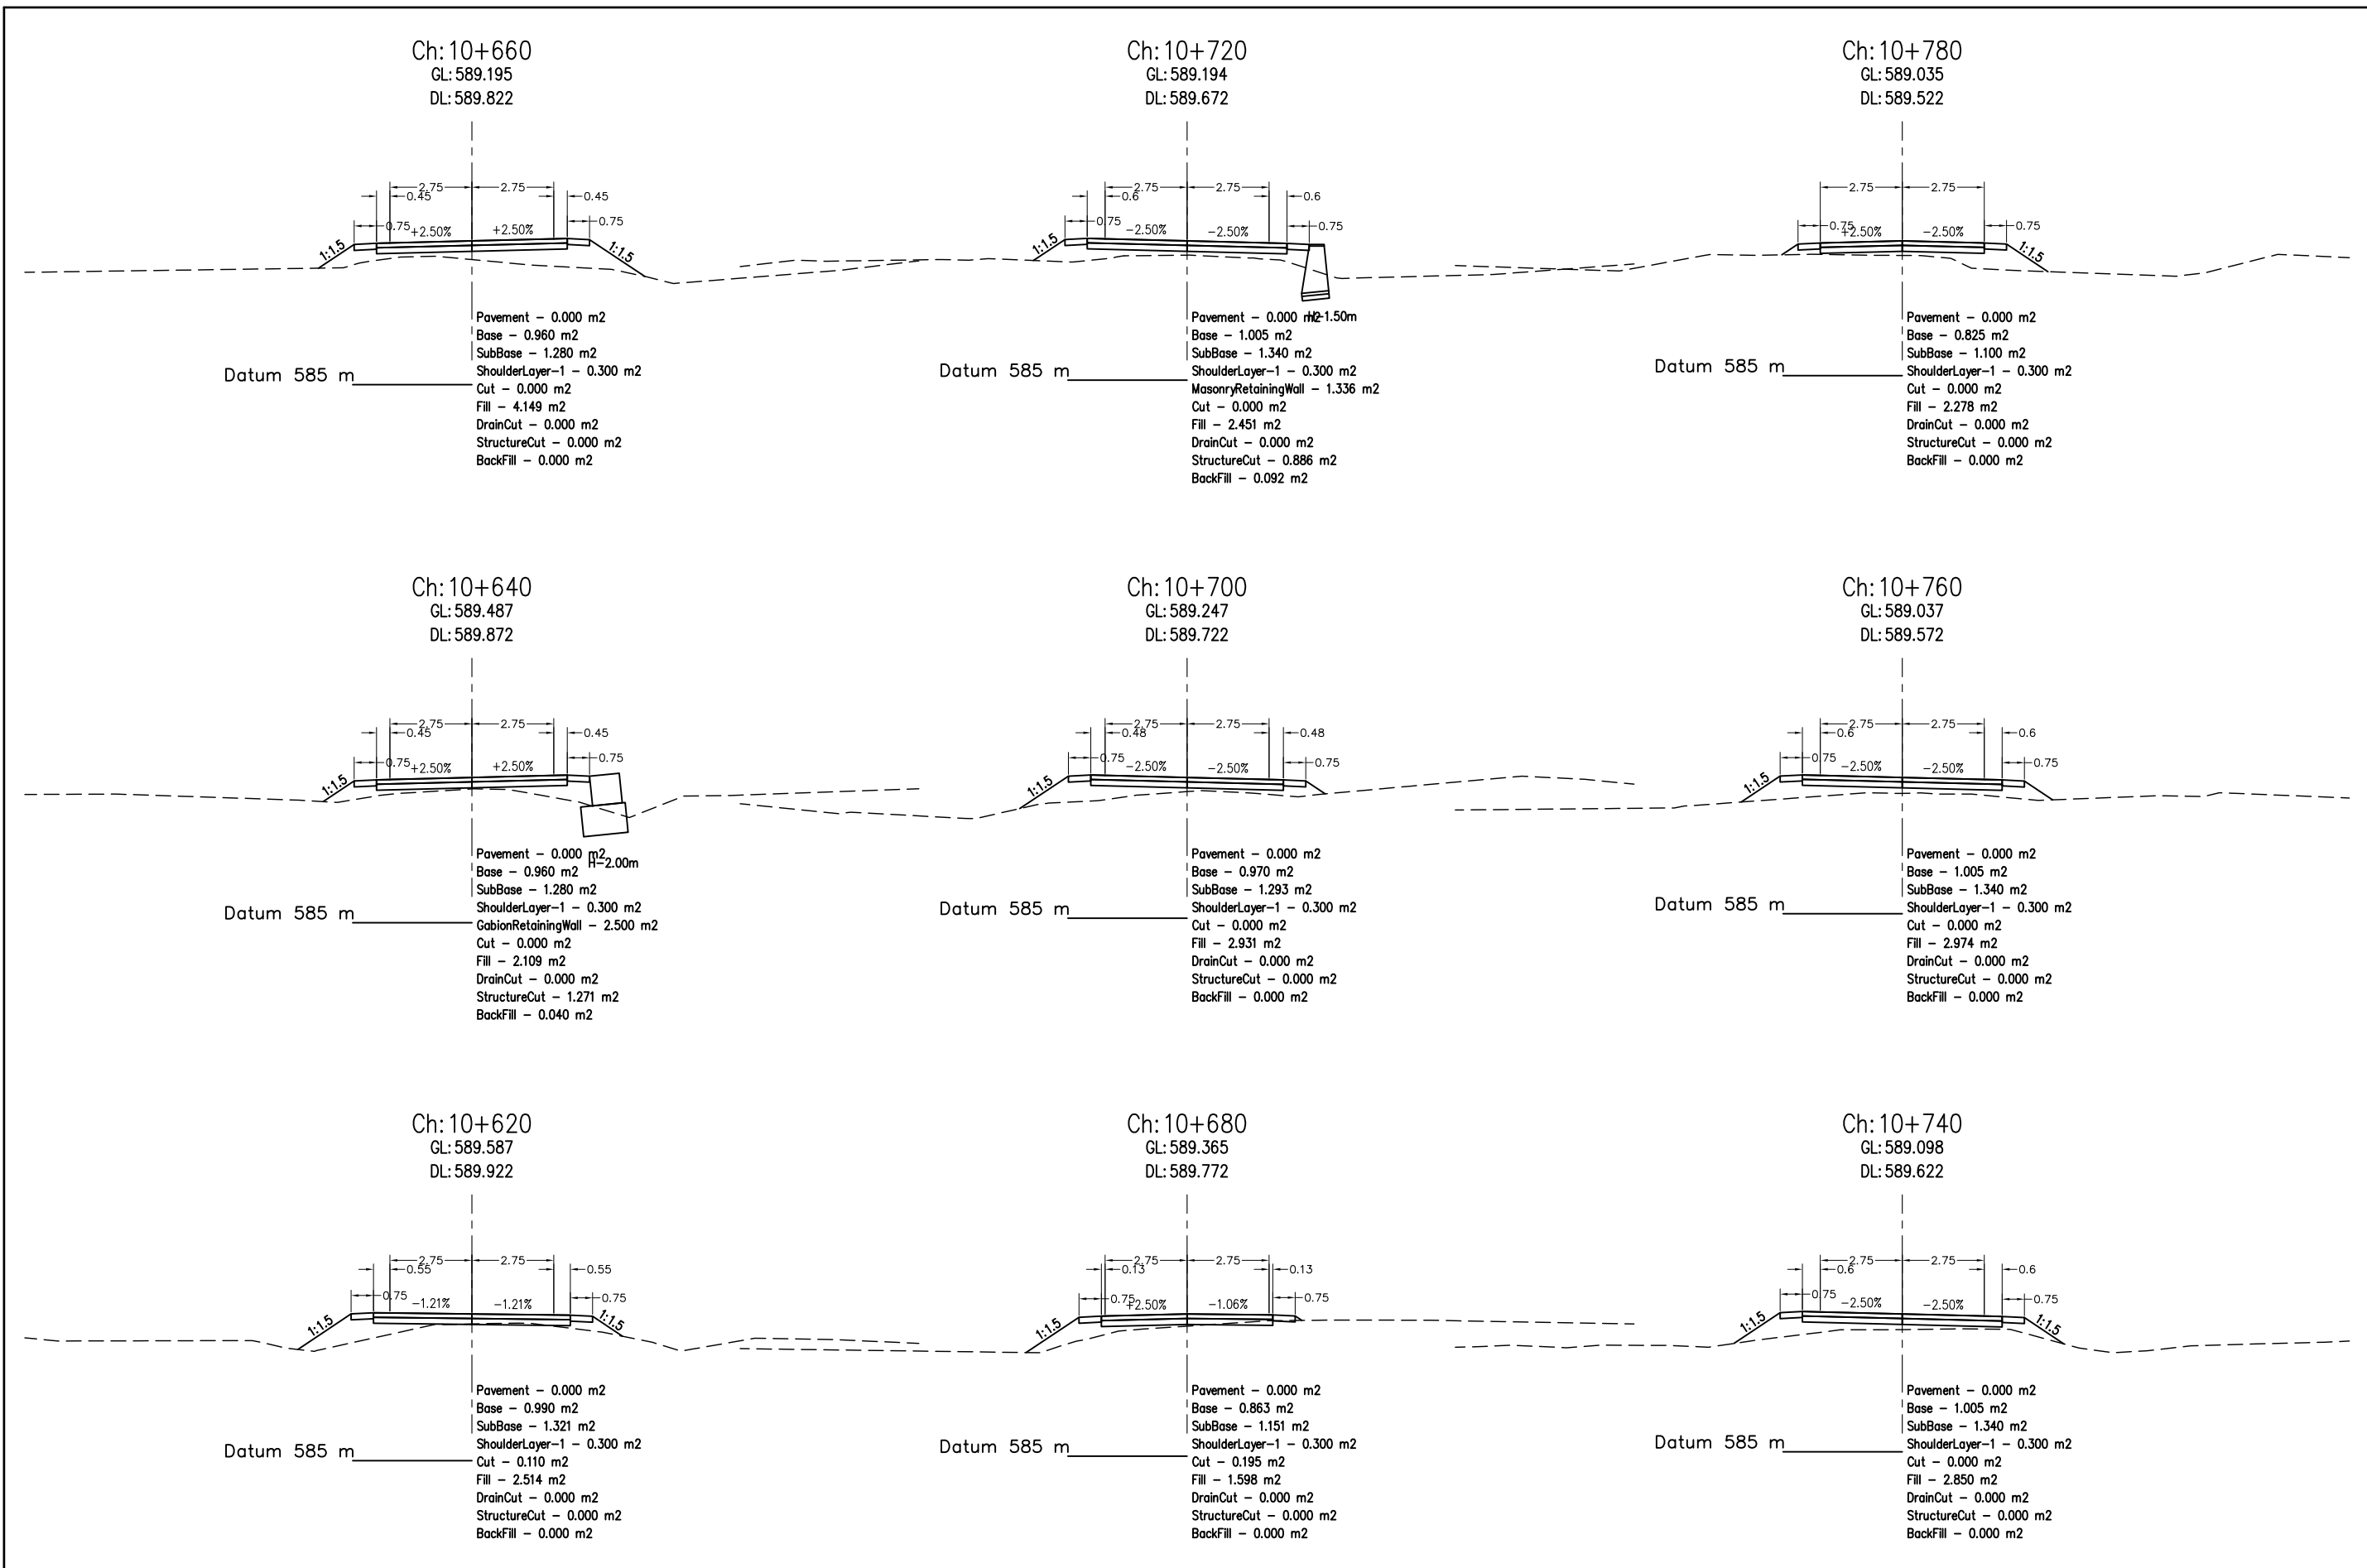 Ch:10+660
GL:589.195
DL:589.822
2.75
2.75
0.45
0.45
0.75
+2.50%
+2.50%
0.75
1:1.5
1:1.5
Pavement - 0.000 m2
Base - 0.960 m2
SubBase - 1.280 m2
ShoulderLayer-1 - 0.300 m2
Cut - 0.000 m2
Fill - 4.149 m2
DrainCut - 0.000 m2
StructureCut - 0.000 m2
BackFill - 0.000 m2
Datum 585 m
Ch:10+720
GL:589.194
DL:589.672
2.75
2.75
0.6
0.6
0.75
-2.50%
-2.50%
0.75
1:1.5
Pavement - 0.000 m2
H-1.50m
Base - 1.005 m2
SubBase - 1.340 m2
ShoulderLayer-1 - 0.300 m2
MasonryRetainingWall - 1.336 m2
Cut - 0.000 m2
Fill - 2.451 m2
DrainCut - 0.000 m2
StructureCut - 0.886 m2
BackFill - 0.092 m2
Datum 585 m
Ch:10+780
GL:589.035
DL:589.522
2.75
2.75
0.75
+2.50%
-2.50%
0.75
1:1.5
Pavement - 0.000 m2
Base - 0.825 m2
SubBase - 1.100 m2
ShoulderLayer-1 - 0.300 m2
Cut - 0.000 m2
Fill - 2.278 m2
DrainCut - 0.000 m2
StructureCut - 0.000 m2
BackFill - 0.000 m2
Datum 585 m
Ch:10+640
GL:589.487
DL:589.872
2.75
2.75
0.45
0.45
0.75
+2.50%
+2.50%
0.75
1:1.5
Pavement - 0.000 m2
H-2.00m
Base - 0.960 m2
SubBase - 1.280 m2
ShoulderLayer-1 - 0.300 m2
GabionRetainingWall - 2.500 m2
Cut - 0.000 m2
Fill - 2.109 m2
DrainCut - 0.000 m2
StructureCut - 1.271 m2
BackFill - 0.040 m2
Datum 585 m
Ch:10+700
GL:589.247
DL:589.722
2.75
2.75
0.48
0.48
0.75
-2.50%
-2.50%
0.75
1:1.5
Pavement - 0.000 m2
Base - 0.970 m2
SubBase - 1.293 m2
ShoulderLayer-1 - 0.300 m2
Cut - 0.000 m2
Fill - 2.931 m2
DrainCut - 0.000 m2
StructureCut - 0.000 m2
BackFill - 0.000 m2
Datum 585 m
Ch:10+760
GL:589.037
DL:589.572
2.75
2.75
0.6
0.6
0.75
-2.50%
-2.50%
0.75
1:1.5
Pavement - 0.000 m2
Base - 1.005 m2
SubBase - 1.340 m2
ShoulderLayer-1 - 0.300 m2
Cut - 0.000 m2
Fill - 2.974 m2
DrainCut - 0.000 m2
StructureCut - 0.000 m2
BackFill - 0.000 m2
Datum 585 m
Ch:10+620
GL:589.587
DL:589.922
2.75
2.75
0.55
0.55
0.75
-1.21%
-1.21%
0.75
1:1.5
1:1.5
Pavement - 0.000 m2
Base - 0.990 m2
SubBase - 1.321 m2
ShoulderLayer-1 - 0.300 m2
Cut - 0.110 m2
Fill - 2.514 m2
DrainCut - 0.000 m2
StructureCut - 0.000 m2
BackFill - 0.000 m2
Datum 585 m
Ch:10+680
GL:589.365
DL:589.772
2.75
2.75
0.13
0.13
0.75
+2.50%
-1.06%
0.75
1:1.5
Pavement - 0.000 m2
Base - 0.863 m2
SubBase - 1.151 m2
ShoulderLayer-1 - 0.300 m2
Cut - 0.195 m2
Fill - 1.598 m2
DrainCut - 0.000 m2
StructureCut - 0.000 m2
BackFill - 0.000 m2
Datum 585 m
Ch:10+740
GL:589.098
DL:589.622
2.75
2.75
0.6
0.6
0.75
-2.50%
-2.50%
0.75
1:1.5
1:1.5
Pavement - 0.000 m2
Base - 1.005 m2
SubBase - 1.340 m2
ShoulderLayer-1 - 0.300 m2
Cut - 0.000 m2
Fill - 2.850 m2
DrainCut - 0.000 m2
StructureCut - 0.000 m2
BackFill - 0.000 m2
Datum 585 m